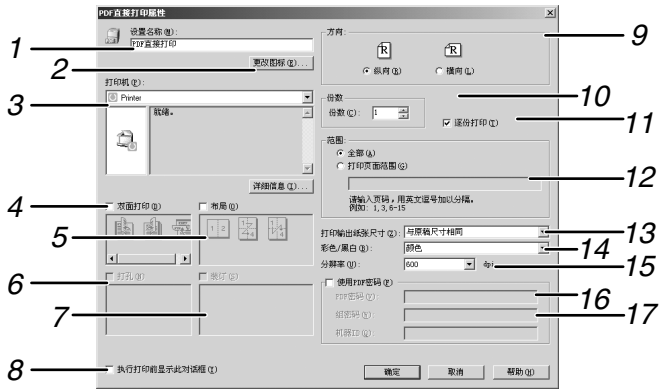 PDF直接打印属性
设置名称(N):
PDF直接打印
更改图标(E)...
打印机(P):
Printer
就绪。
详细信息(I)...
双面打印(D)
布局(O)
1 2
打孔(H)
装订(S)
执行打印前显示此对话框(I)
方向:
R
R
纵向(R)
横向(L)
份数
份数(C):
1
逐份打印(T)
范围:
全部(A)
打印页面范围(G)
请输入页码，用英文逗号加以分隔。
例如: 1,3,6-15
打印输出纸张尺寸(Z):
与原稿尺寸相同
彩色/黑白(B):
颜色
分辨率(U):
600
dpi
使用PDF密码(F)
PDF密码(V):
组密码(W):
机器ID(Q):
确定
取消
帮助(H)
1
2
3
4
5
6
7
8
9
10
11
12
13
14
15
16
17